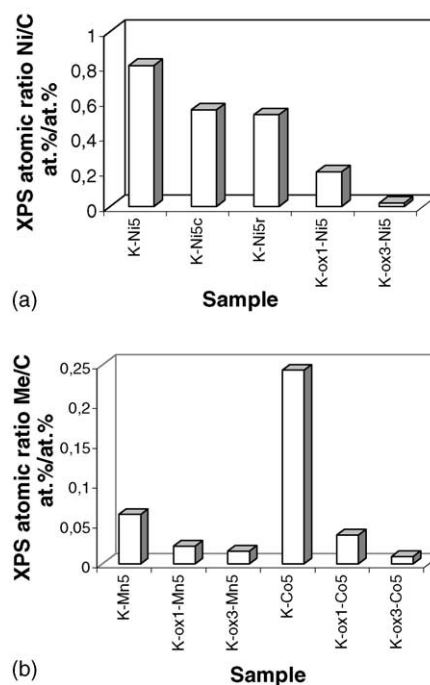 XPS atomic ratio Ni/C
at.%/at.%
1
0,8
0,6
0,4
0,2
0
K-Ni5
K-Ni5c
K-Ni5r
K-ox1-Ni5
K-ox3-Ni5
(a)
Sample
XPS atomic ratio Me/C
at.%/at.%
0,25
0,2
0,15
0,1
0,05
0
K-Mn5
K-ox1-Mn5
K-ox3-Mn5
K-Co5
K-ox1-Co5
K-ox3-Co5
(b)
Sample